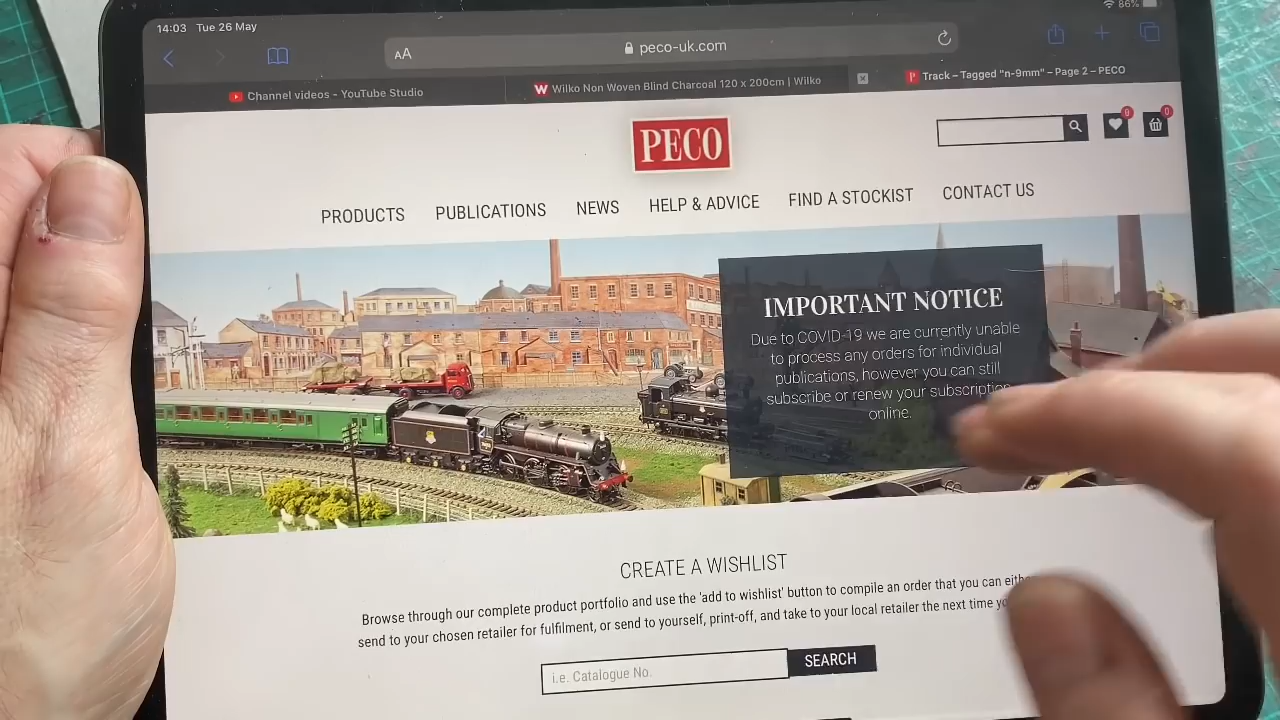 14:03 Tue 26 May
86%
AA
peco-uk.com
Channel videos - YouTube Studio
Wilko Non Woven Blind Charcoal 120 x 200cm | Wilko
Track – Tagged "n-9mm" – Page 2 – PECO
PECO
0
0
PRODUCTS
PUBLICATIONS
NEWS
HELP & ADVICE
FIND A STOCKIST
CONTACT US
IMPORTANT NOTICE
Due to COVID-19 we are currently unable
to process any orders for individual
publications, however you can still
subscribe or renew your subscription
online.
CREATE A WISHLIST
Browse through our complete product portfolio and use the 'add to wishlist' button to compile an order that you can
send to your chosen retailer for fulfilment, or send to yourself, print-off, and take to your local retailer the next time
i.e. Catalogue No.
SEARCH